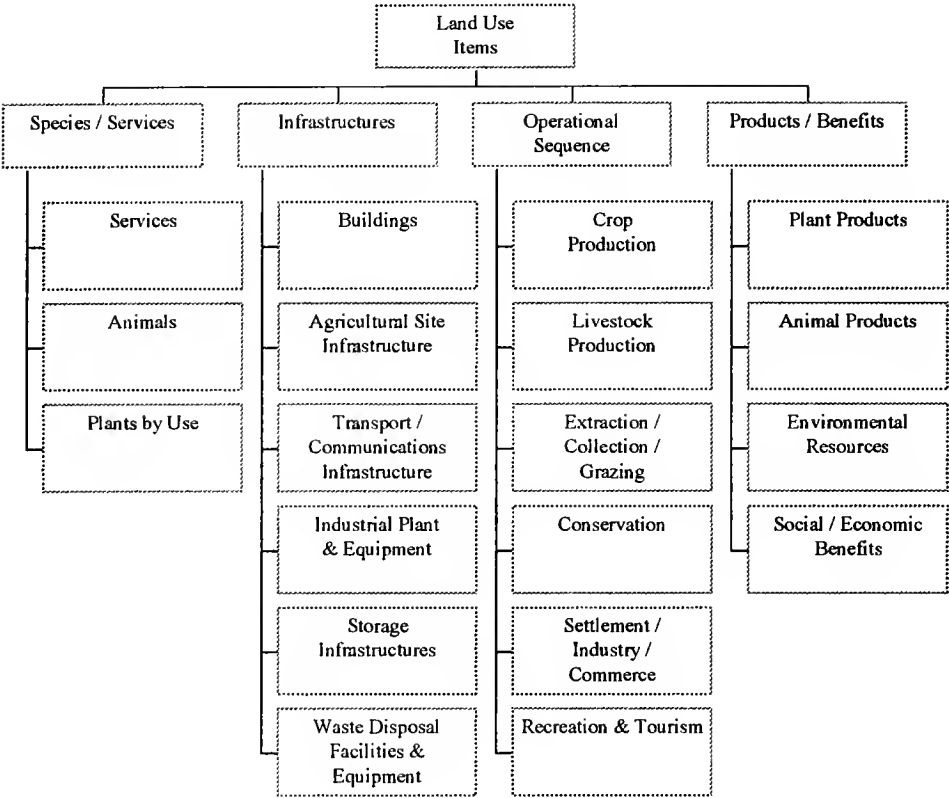 Land Use
Items
Species / Services
Infrastructures
Operational
Sequence
Products / Benefits
Services
Animals
Plants by Use
Buildings
Agricultural Site
Infrastructure
Transport /
Communications
Infrastructure
Industrial Plant
& Equipment
Storage
Infrastructures
Waste Disposal
Facilities &
Equipment
Crop
Production
Livestock
Production
Extraction /
Collection /
Grazing
Conservation
Settlement /
Industry /
Commerce
Recreation & Tourism
Plant Products
Animal Products
Environmental
Resources
Social / Economic
Benefits